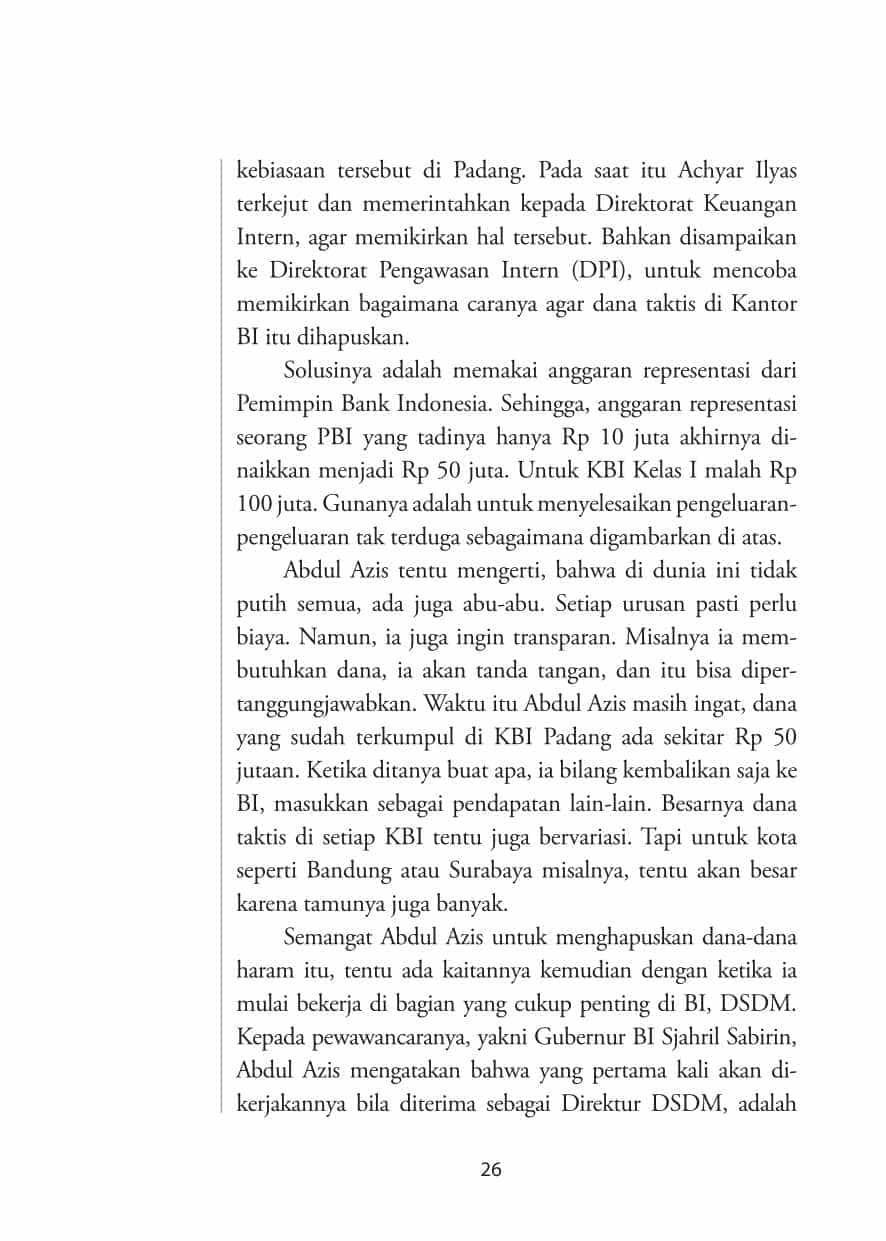 kebiasaan tersebut di Padang. Pada saat itu Achyar Ilyas
terkejut dan memerintahkan kepada Direktorat Keuangan
Intern, agar memikirkan hal tersebut. Bahkan disampaikan
ke Direktorat Pengawasan Intern (DPI), untuk mencoba
memikirkan bagaimana caranya agar dana taktis di Kantor
BI itu dihapuskan.
Solusinya adalah memakai anggaran representasi dari
Pemimpin Bank Indonesia. Sehingga, anggaran representasi
seorang PBI yang tadinya hanya Rp 10 juta akhirnya di-
naikkan menjadi Rp 50 juta. Untuk KBI Kelas I malah Rp
100 juta. Gunanya adalah untuk menyelesaikan pengeluaran-
pengeluaran tak terduga sebagaimana digambarkan di atas.
Abdul Azis tentu mengerti, bahwa di dunia ini tidak
putih semua, ada juga abu-abu. Setiap urusan pasti perlu
biaya. Namun, ia juga ingin transparan. Misalnya ia mem-
butuhkan dana, ia akan tanda tangan, dan itu bisa diper-
tanggungjawabkan. Waktu itu Abdul Azis masih ingat, dana
yang sudah terkumpul di KBI Padang ada sekitar Rp 50
jutaan. Ketika ditanya buat apa, ia bilang kembalikan saja ke
BI, masukkan sebagai pendapatan lain-lain. Besarnya dana
taktis di setiap KBI tentu juga bervariasi. Tapi untuk kota
seperti Bandung atau Surabaya misalnya, tentu akan besar
karena tamunya juga banyak.
Semangat Abdul Azis untuk menghapuskan dana-dana
haram itu, tentu ada kaitannya kemudian dengan ketika ia
mulai bekerja di bagian yang cukup penting di BI, DSDM.
Kepada pewawancaranya, yakni Gubernur BI Sjahril Sabirin,
Abdul Azis mengatakan bahwa yang pertama kali akan di-
kerjakannya bila diterima sebagai Direktur DSDM, adalah
26